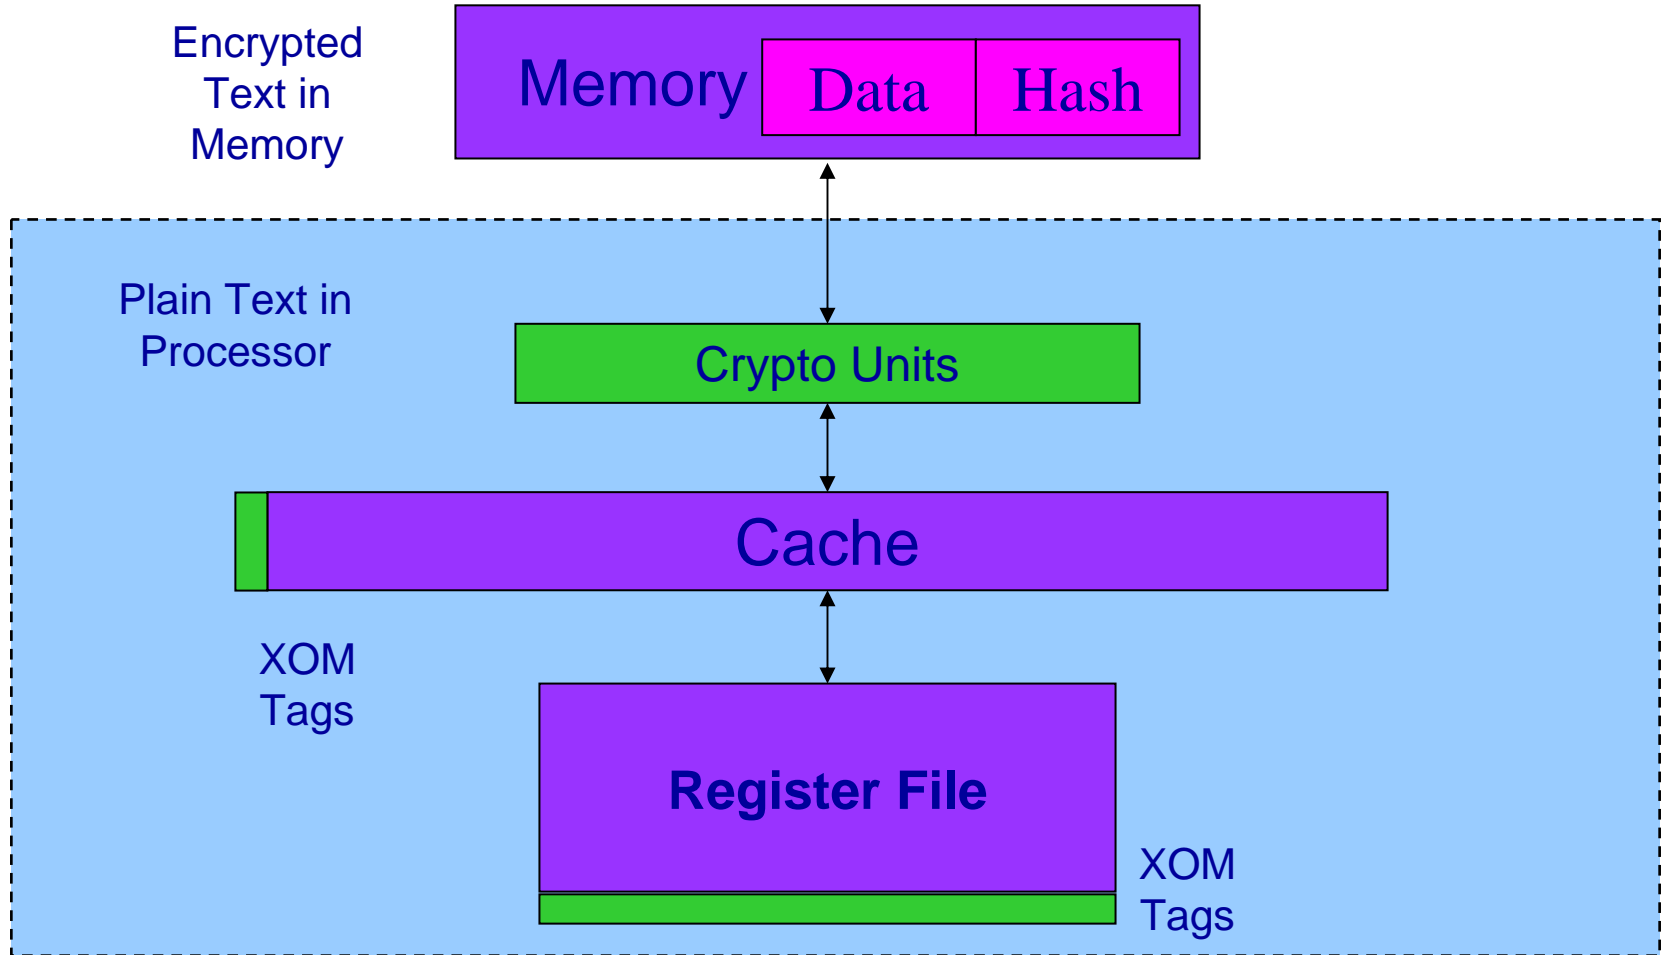 Encrypted
Text in
Memory
Memory Data Hash
Plain Text in
Processor
Crypto Units
Cache
XOM
Tags
Register File
XOM
Tags